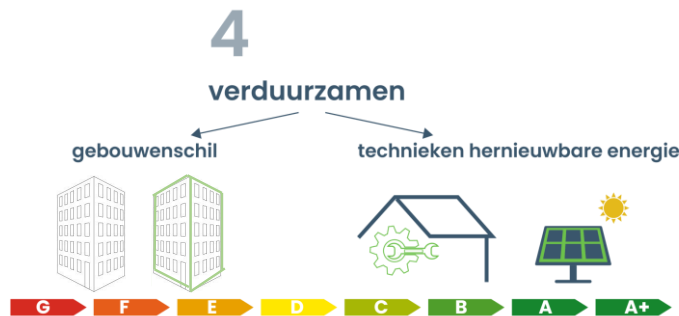 4
verduurzamen
gebouwenschil
technieken hernieuwbare energie
G F E D C B A A+